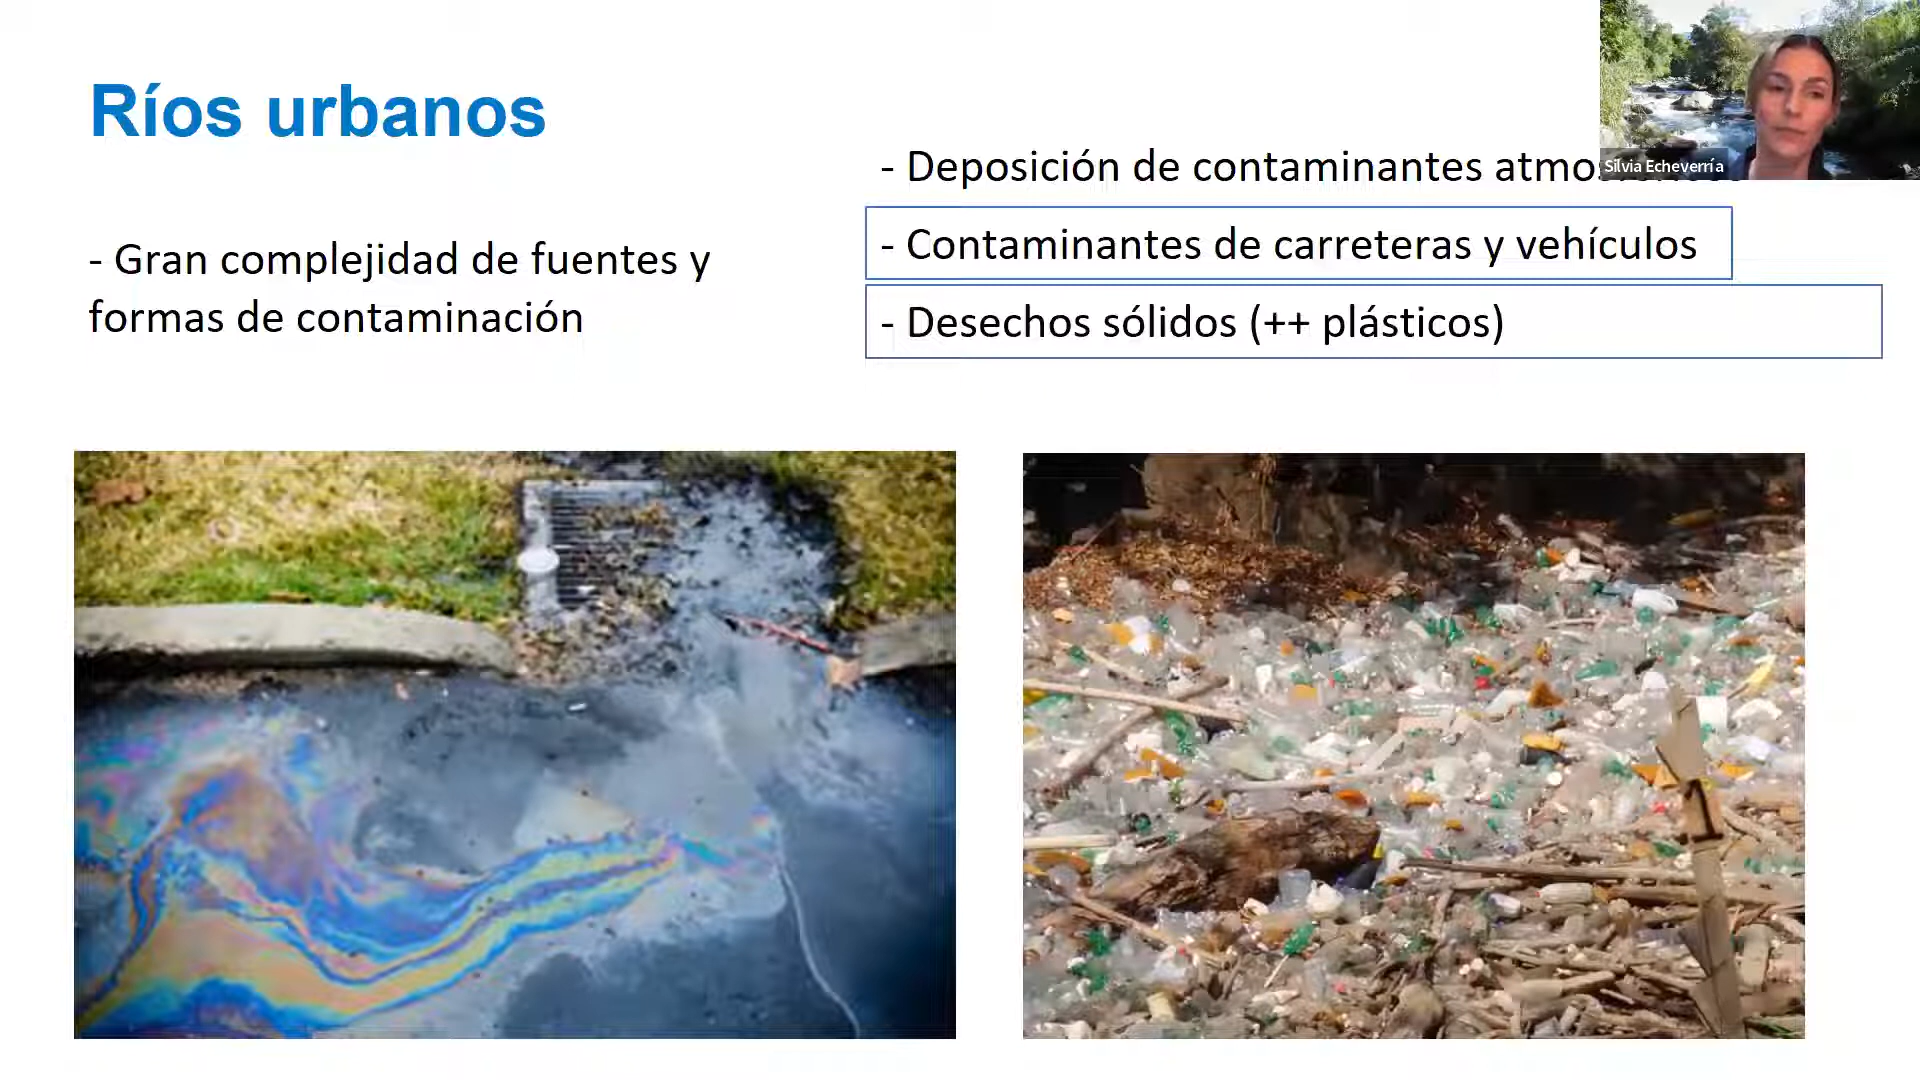 Ríos urbanos
- Gran complejidad de fuentes y
formas de contaminación
- Deposición de contaminantes
- Contaminantes de carreteras y vehículos
- Desechos sólidos (++ plásticos)
Silvia Echeverría